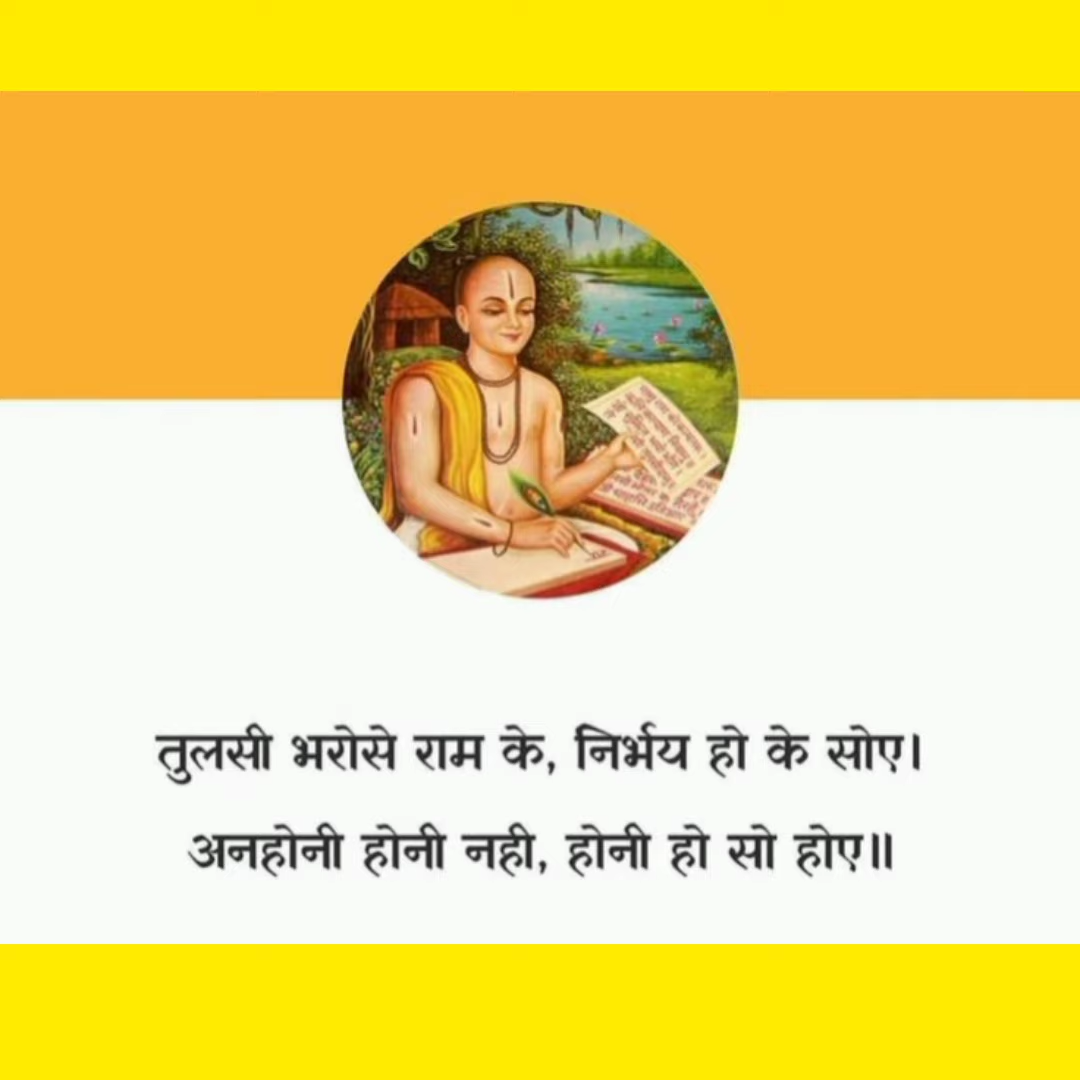 तुलसी भरोसे राम के, निर्भय हो के सोए।
अनहोनी होनी नही, होनी हो सो होए॥